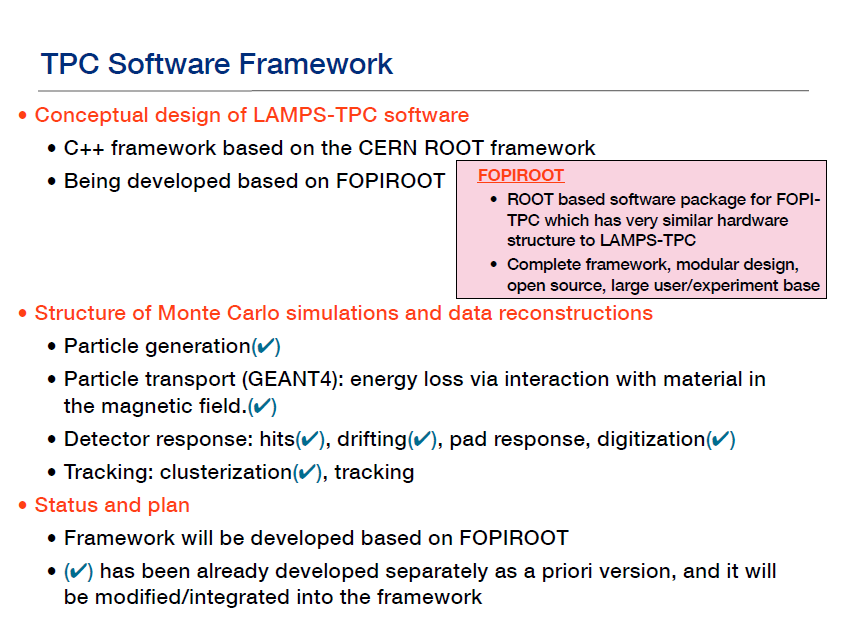 TPC Software Framework
• Conceptual design of LAMPS-TPC software
• C++ framework based on the CERN ROOT framework
• Being developed based on FOPIROOT
FOPIROOT
• ROOT based software package for FOPI-
TPC which has very similar hardware
structure to LAMPS-TPC
• Complete framework, modular design,
open source, large user/experiment base
• Structure of Monte Carlo simulations and data reconstructions
• Particle generation(✔)
• Particle transport (GEANT4): energy loss via interaction with material in
the magnetic field.(✔)
• Detector response: hits(✔), drifting(✔), pad response, digitization(✔)
• Tracking: clusterization(✔), tracking
• Status and plan
• Framework will be developed based on FOPIROOT
• (✔) has been already developed separately as a priori version, and it will
be modified/integrated into the framework